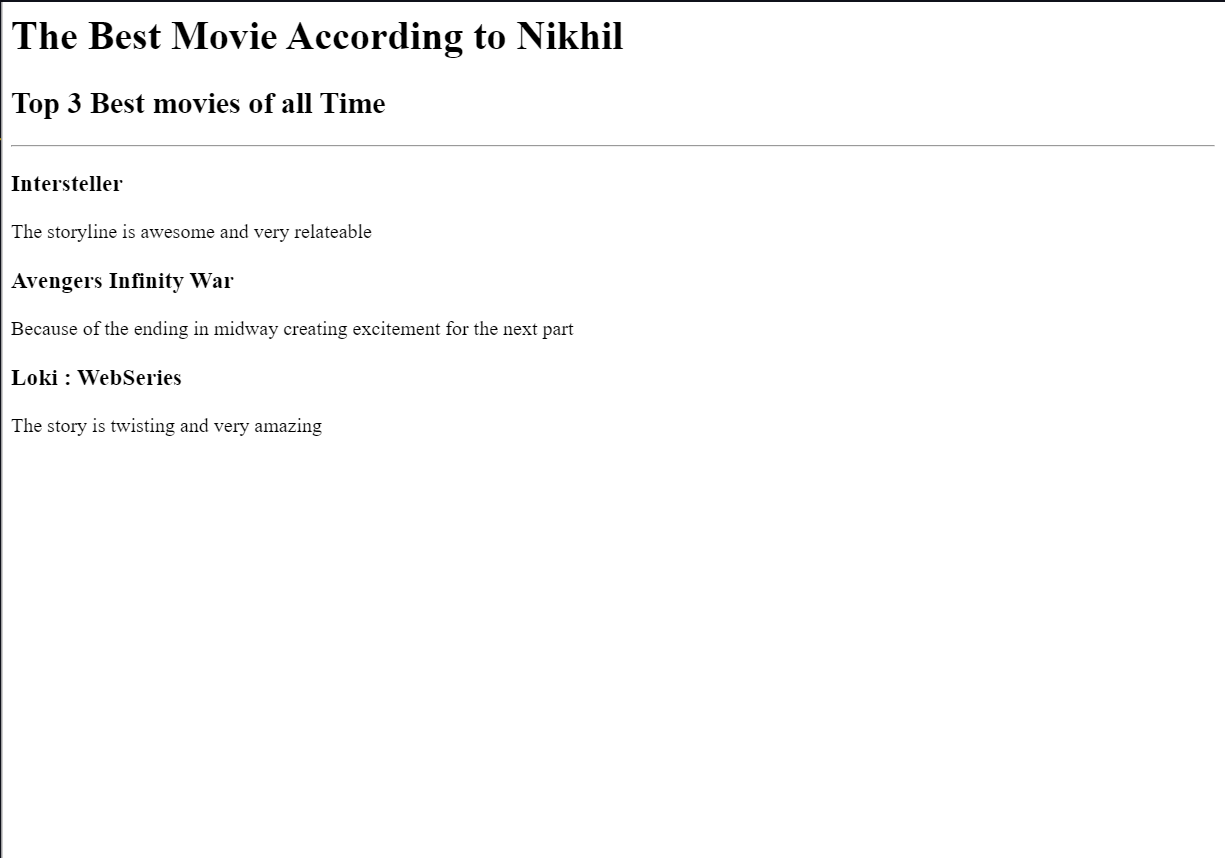 The Best Movie According to Nikhil
Top 3 Best movies of all Time
Intersteller
The storyline is awesome and very relateable
Avengers Infinity War
Because of the ending in midway creating excitement for the next part
Loki : WebSeries
The story is twisting and very amazing